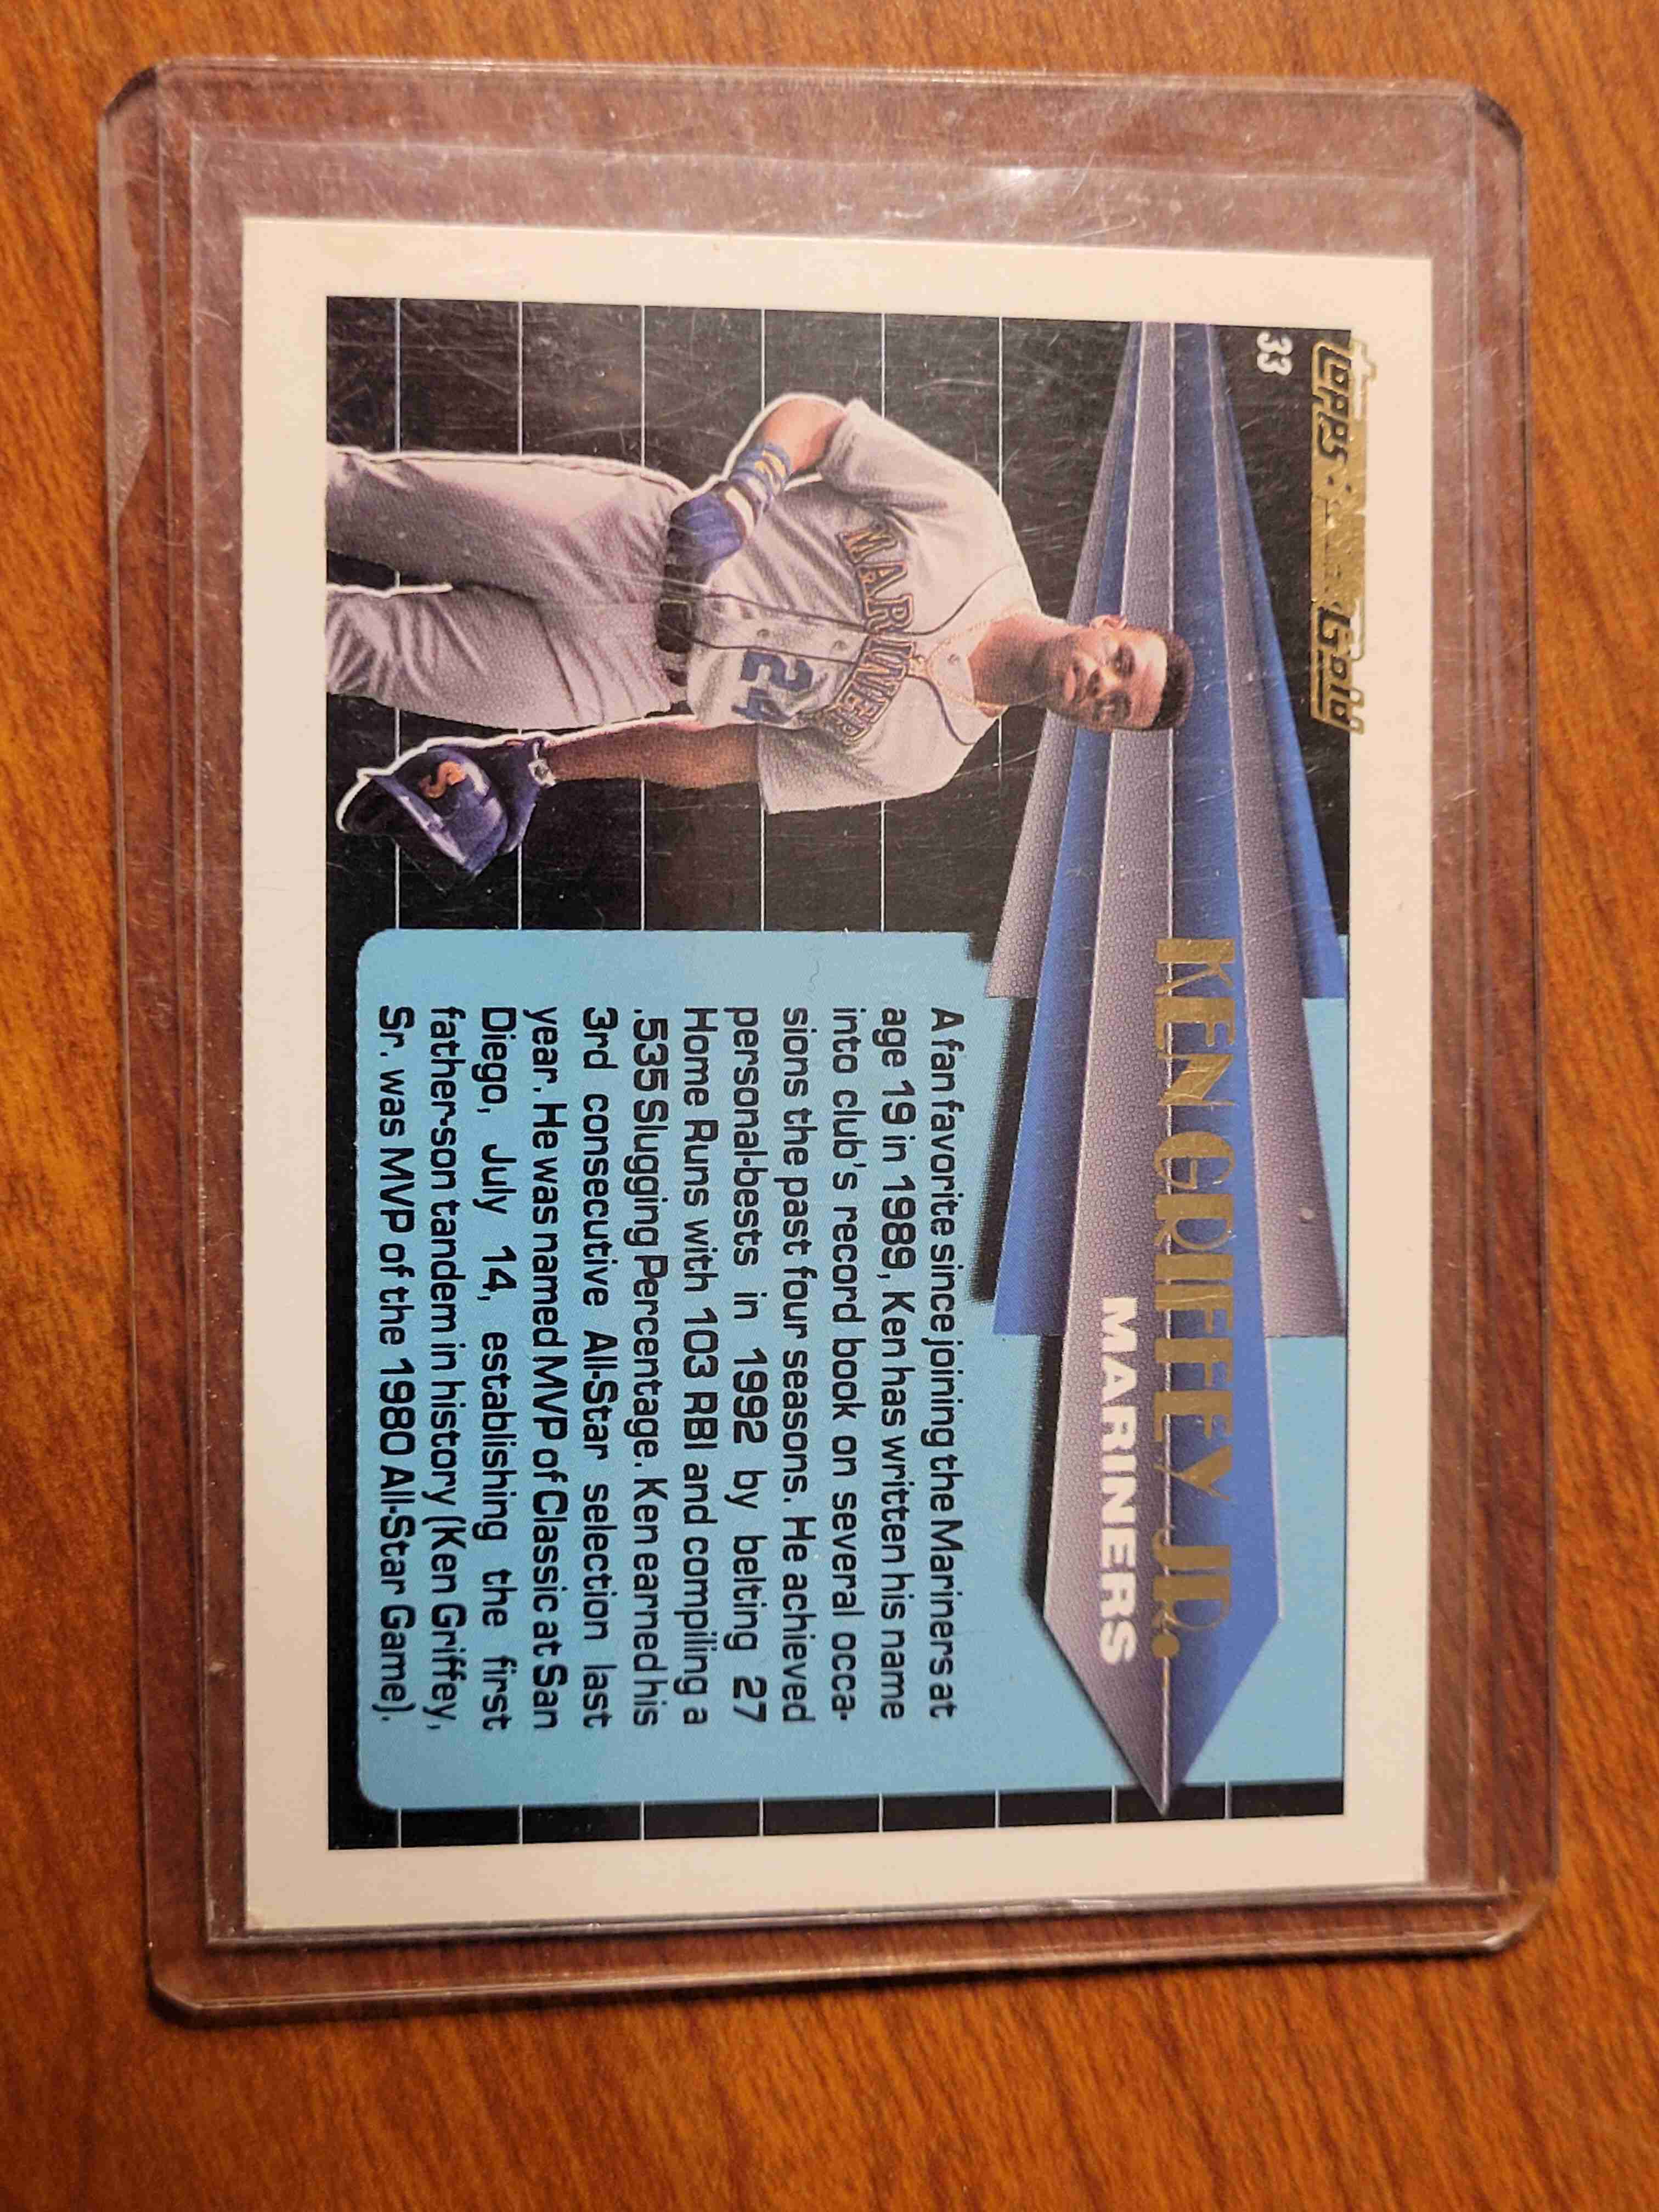 Topps Black Gold
33
KEN GRIFFEY JR.
MARINERS
A fan favorite since joining the Mariners at
age 19 in 1989, Ken has written his name
into club's record book on several occa-
sions the past four seasons. He achieved
personal-bests in 1992 by belting 27
Home Runs with 103 RBI and compiling a
.535 Slugging Percentage. Ken earned his
3rd consecutive All-Star selection last
year. He was named MVP of Classic at San
Diego, July 14, establishing the first
father-son tandem in history (Ken Griffey,
Sr. was MVP of the 1980 All-Star Game).
MARINER
24
S